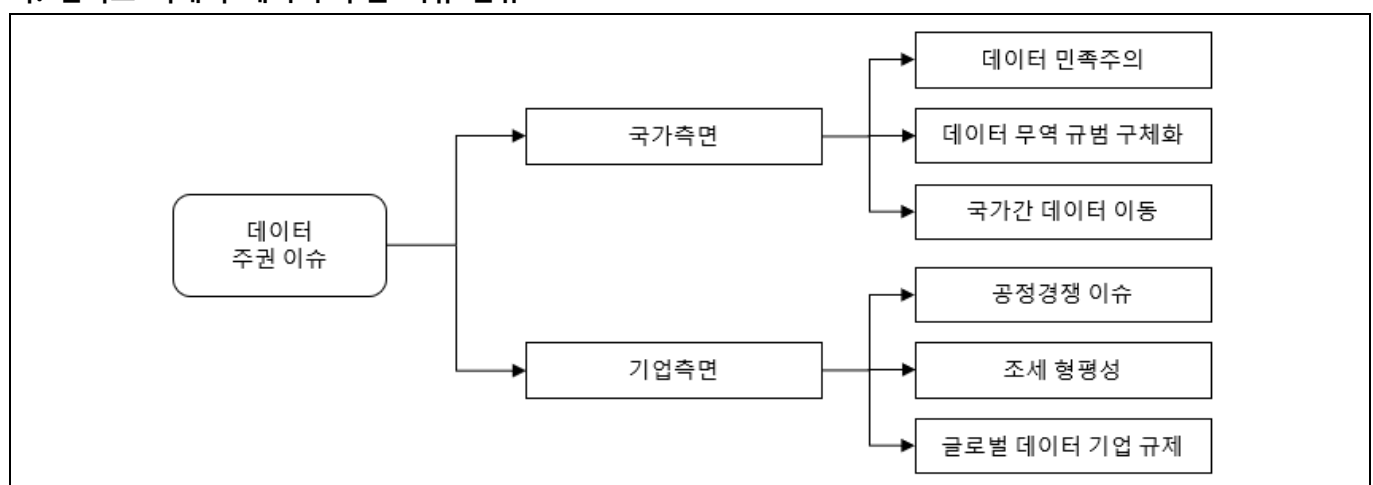 데이터 민족주의
국가측면
데이터 무역 규범 구체화
국가간 데이터 이동
데이터
주권 이슈
공정경쟁 이슈
기업측면
조세 형평성
글로벌 데이터 기업 규제